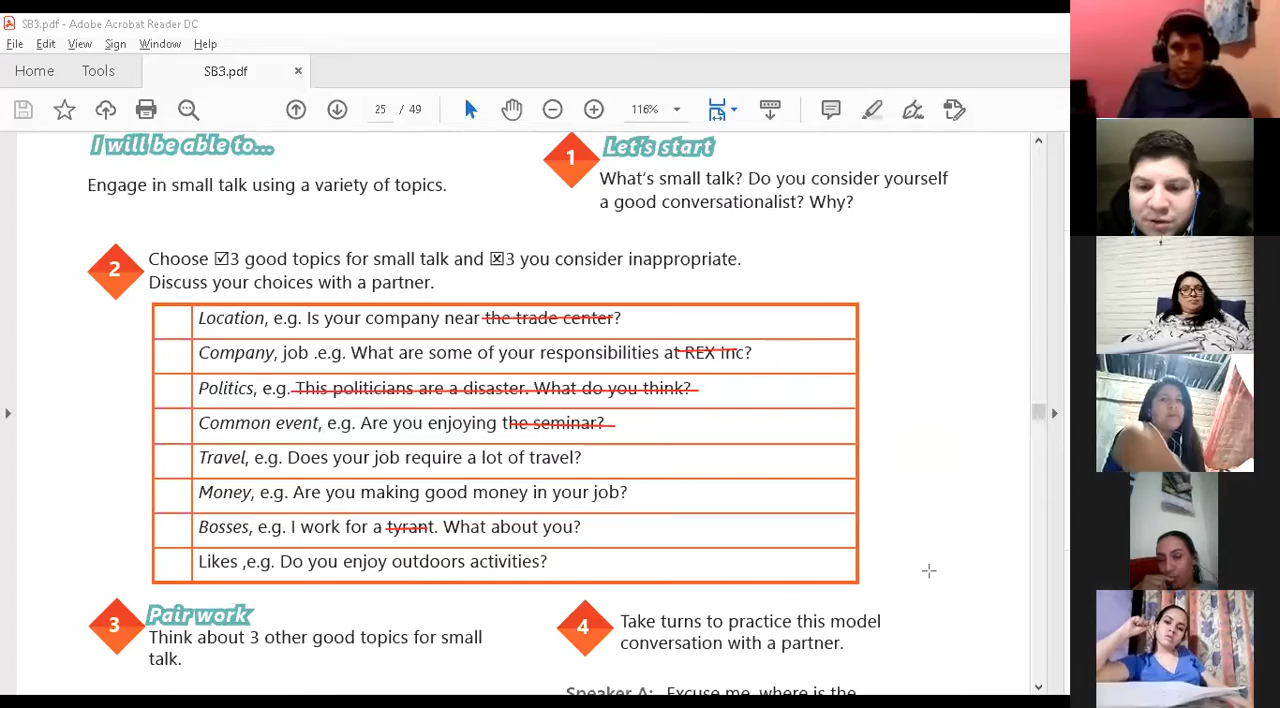 SB3.pdf - Adobe Acrobat Reader DC
File Edit View Sign Window Help
Home Tools SB3.pdf ×
25 / 49 116%
I will be able to...
Engage in small talk using a variety of topics.
1 Let's start
What's small talk? Do you consider yourself
a good conversationalist? Why?
2 Choose ☑3 good topics for small talk and ☒3 you consider inappropriate.
Discuss your choices with a partner.
Location, e.g. Is your company near the trade center?
Company, job .e.g. What are some of your responsibilities at REX Inc?
Politics, e.g. This politicians are a disaster. What do you think?
Common event, e.g. Are you enjoying the seminar?
Travel, e.g. Does your job require a lot of travel?
Money, e.g. Are you making good money in your job?
Bosses, e.g. I work for a tyrant. What about you?
Likes ,e.g. Do you enjoy outdoors activities?
3 Pair work
Think about 3 other good topics for small
talk.
4 Take turns to practice this model
conversation with a partner.
Speaker A: Excuse me, where is the